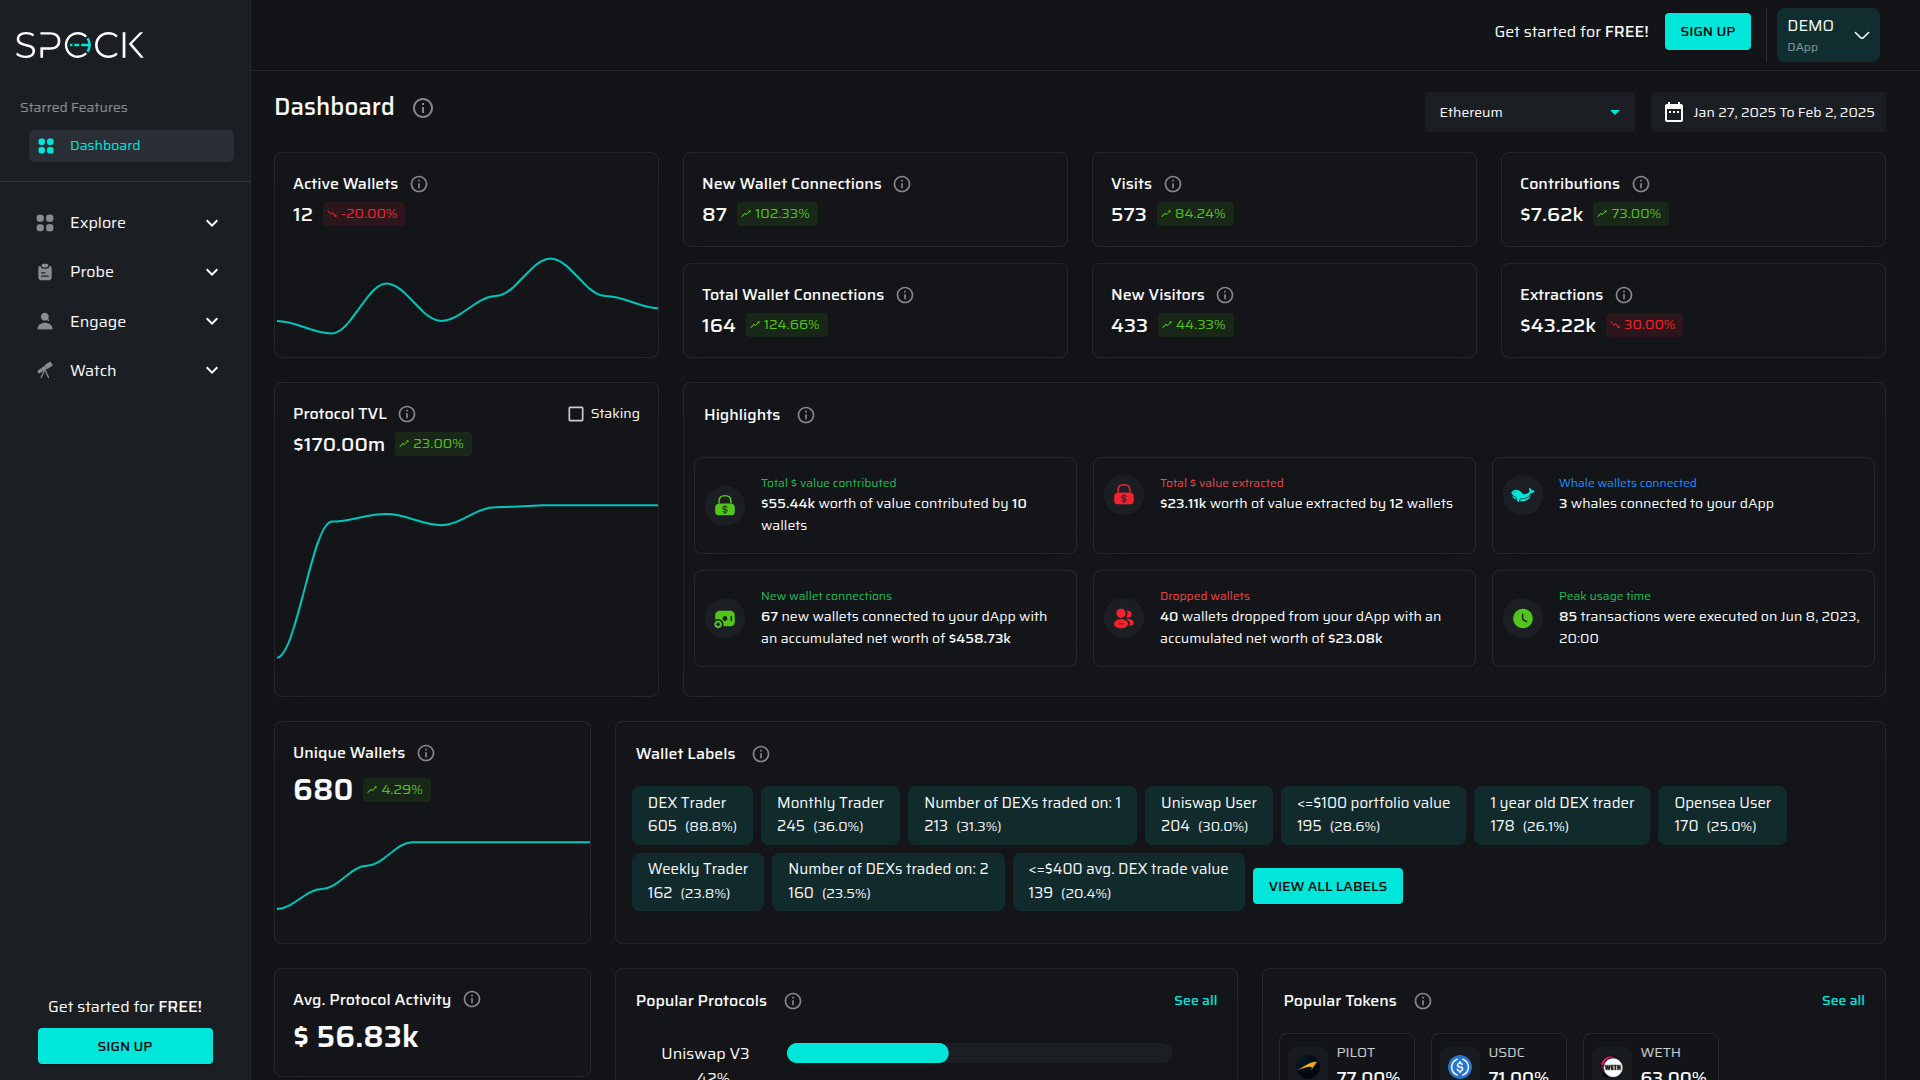 SPOCK
Starred Features
Dashboard
Explore
Probe
Engage
Watch
Get started for FREE!
SIGN UP
Get started for FREE!
SIGN UP
DEMO
DApp
Dashboard
Ethereum
Jan 27, 2025 To Feb 2, 2025
Active Wallets
12 -20.00%
New Wallet Connections
87 102.33%
Visits
573 84.24%
Contributions
$7.62k 73.00%
Total Wallet Connections
164 124.66%
New Visitors
433 44.33%
Extractions
$43.22k 30.00%
Protocol TVL
Staking
$170.00m 23.00%
Highlights
Total $ value contributed
$55.44k worth of value contributed by 10
wallets
Total $ value extracted
$23.11k worth of value extracted by 12 wallets
Whale wallets connected
3 whales connected to your dApp
New wallet connections
67 new wallets connected to your dApp with
an accumulated net worth of $458.73k
Dropped wallets
40 wallets dropped from your dApp with an
accumulated net worth of $23.08k
Peak usage time
85 transactions were executed on Jun 8, 2023,
20:00
Unique Wallets
680 4.29%
Wallet Labels
DEX Trader
605 (88.8%)
Monthly Trader
245 (36.0%)
Number of DEXs traded on: 1
213 (31.3%)
Uniswap User
204 (30.0%)
<=$100 portfolio value
195 (28.6%)
1 year old DEX trader
178 (26.1%)
Opensea User
170 (25.0%)
Weekly Trader
162 (23.8%)
Number of DEXs traded on: 2
160 (23.5%)
<=$400 avg. DEX trade value
139 (20.4%)
VIEW ALL LABELS
Avg. Protocol Activity
$ 56.83k
Popular Protocols
See all
Uniswap V3
42%
Popular Tokens
See all
PILOT
77.00%
USDC
71.00%
WETH
WETH
63.00%